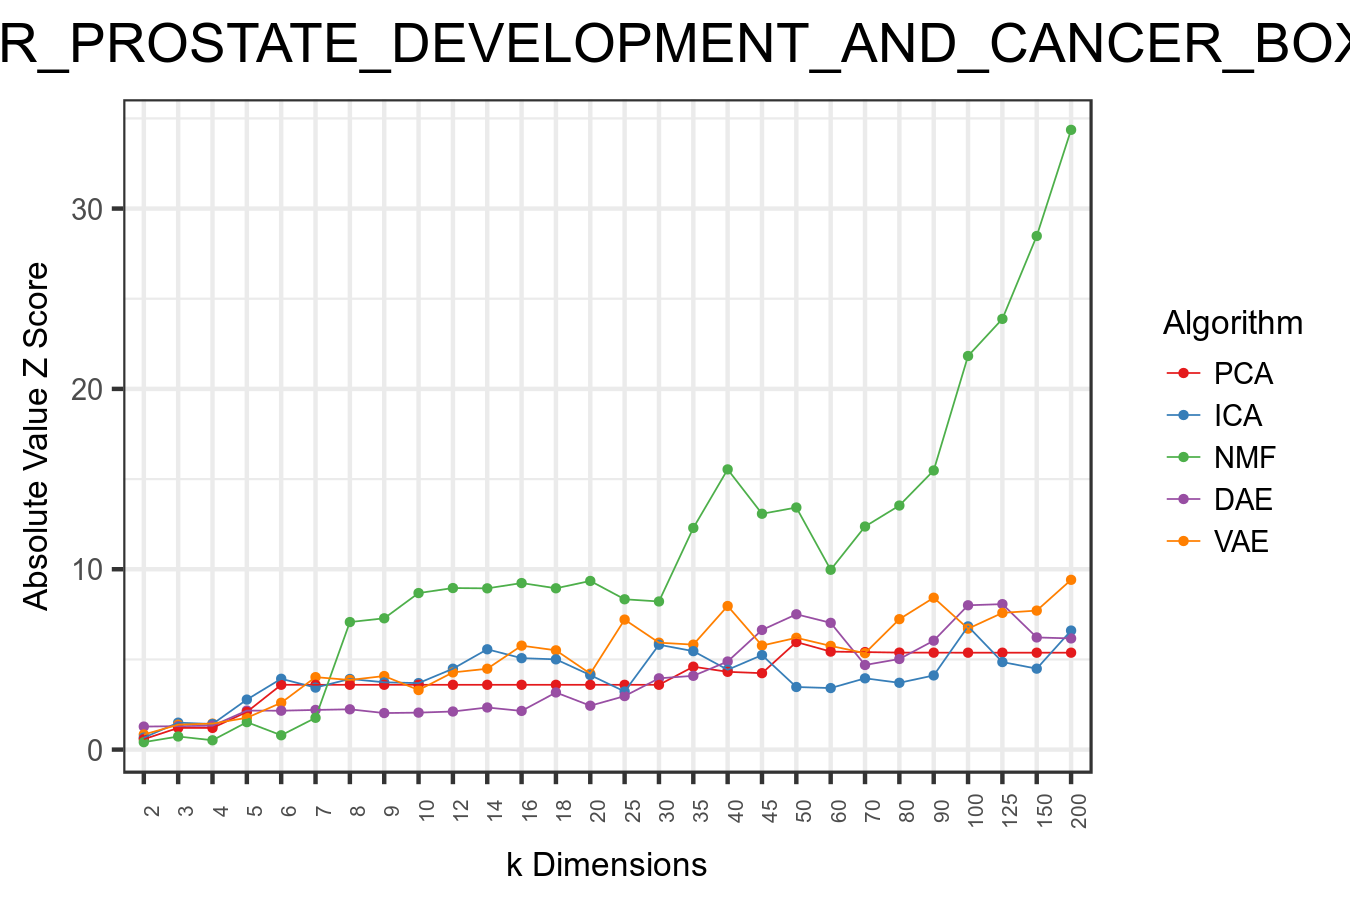 R_PROSTATE_DEVELOPMENT_AND_CANCER_BOX
30
20
10
0
Absolute Value Z Score
2 3 4 5 6 7 8 9 10 12 14 16 18 20 25 30 35 40 45 50 60 70 80 90 100 125 150 200
k Dimensions
Algorithm
PCA
ICA
NMF
DAE
VAE